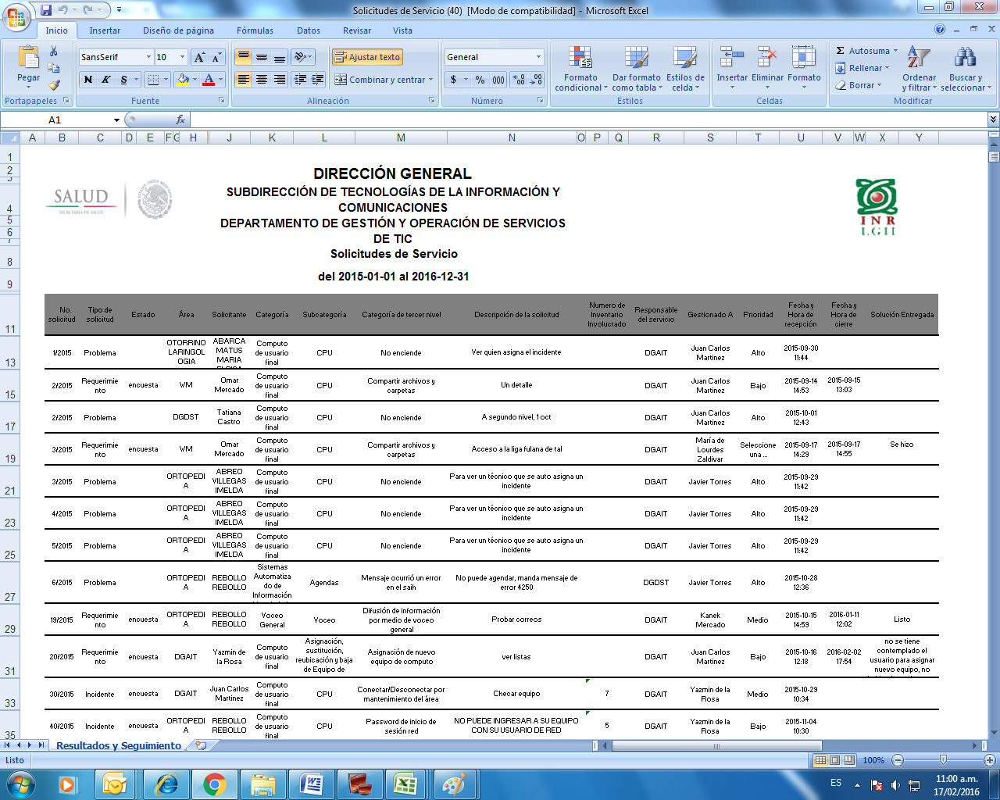 Solicitudes de Servicio (40) [Modo de compatibilidad] - Microsoft Excel
Inicio Insertar Diseño de página Fórmulas Datos Revisar Vista
Pegar
Portapapeles
SansSerif 10
N K S
Fuente
Ajustar texto
Combinar y centrar
Alineación
General
$ % 000
Número
Formato condicional
Dar formato como tabla
Estilos de celda
Estilos
Insertar Eliminar Formato
Celdas
Autosuma
Rellenar
Borrar
Ordenar y filtrar
Buscar y seleccionar
Modificar
A1 fx
A B C D E F G H J K L M N O P Q R S T U V W X Y
SALUD
SECRETARÍA DE SALUD
DIRECCIÓN GENERAL
SUBDIRECCIÓN DE TECNOLOGÍAS DE LA INFORMACIÓN Y
COMUNICACIONES
DEPARTAMENTO DE GESTIÓN Y OPERACIÓN DE SERVICIOS
DE TIC
Solicitudes de Servicio
del 2015-01-01 al 2016-12-31
INR
LGII
1
2
3
4
5
6
7
8
9
11 No. solicitud Tipo de solicitud Estado Área Solicitante Categoría Subcategoría Categoría de tercer nivel Descripción de la solicitud Numero de Inventario Involucrado Responsable del servicio Gestionado A Prioridad Fecha y Hora de recepción Fecha y Hora de cierre Solución Entregada
13 1/2015 Problema OTORRINOLARINGOLOGIA ABARCA MATUS MARIA Computo de usuario final CPU No enciende Ver quien asigna el incidente DGAIT Juan Carlos Martinez Alto 2015-09-30 11:44
15 2/2015 Requerimiento encuesta WM Omar Mercado Computo de usuario final CPU Compartir archivos y carpetas Un detalle DGAIT Juan Carlos Martinez Bajo 2015-09-14 14:53 2015-09-15 13:03
17 2/2015 Problema DGDST Tatiana Castro Computo de usuario final CPU No enciende A segundo nivel, 1 oct DGAIT Juan Carlos Martinez Alto 2015-10-01 12:43
19 3/2015 Requerimiento encuesta WM Omar Mercado Computo de usuario final CPU Compartir archivos y carpetas Acceso a la liga fulana de tal DGAIT María de Lourdes Zaldivar Seleccione una ... 2015-09-17 14:29 2015-09-17 14:55 Se hizo
21 3/2015 Problema ORTOPEDIA ABREO VILLEGAS IMELDA Computo de usuario final CPU No enciende Para ver un técnico que se auto asigna un incidente DGAIT Javier Torres Alto 2015-09-29 11:42
23 4/2015 Problema ORTOPEDIA ABREO VILLEGAS IMELDA Computo de usuario final CPU No enciende Para ver un técnico que se auto asigna un incidente DGAIT Javier Torres Alto 2015-09-29 11:42
25 5/2015 Problema ORTOPEDIA ABREO VILLEGAS IMELDA Computo de usuario final CPU No enciende Para ver un técnico que se auto asigna un incidente DGAIT Javier Torres Alto 2015-09-29 11:42
27 6/2015 Problema ORTOPEDIA REBOLLO REBOLLO Sistemas Automatizado de Información Agendas Mensaje ocurrió un error en el saih No puede agendar, manda mensaje de error 4250 DGDST Javier Torres Alto 2015-10-28 12:36
29 19/2015 Requerimiento encuesta ORTOPEDIA REBOLLO REBOLLO Voceo General Voceo Difusión de información por medio de voceo general Probar correos DGAIT Kanek Mercado Medio 2015-10-15 14:59 2016-01-11 12:02 Listo
31 20/2015 Requerimiento encuesta DGAIT Yazmin de la Rosa Computo de usuario final Asignación, sustitución, reubicación y baja de Equipo de Asignación de nuevo equipo de computo ver listas DGAIT Juan Carlos Martinez Bajo 2015-10-16 12:18 2016-02-02 17:54 no se tiene contemplado el usuario para asignar nuevo equipo, no
33 30/2015 Incidente encuesta DGAIT Juan Carlos Martinez Computo de usuario final CPU Conectar/Desconectar por mantenimiento del área Checar equipo 7 DGAIT Yazmin de la Rosa Medio 2015-10-29 10:34
35 40/2015 Incidente encuesta ORTOPEDIA REBOLLO REBOLLO Computo de usuario final CPU Password de inicio de sesión red NO PUEDE INGRESAR A SU EQUIPO CON SU USUARIO DE RED 5 DGAIT Yazmin de la Rosa Bajo 2015-11-04 10:30
Resultados y Seguimiento
Listo 100%
ES 11:00 a.m.
17/02/2016